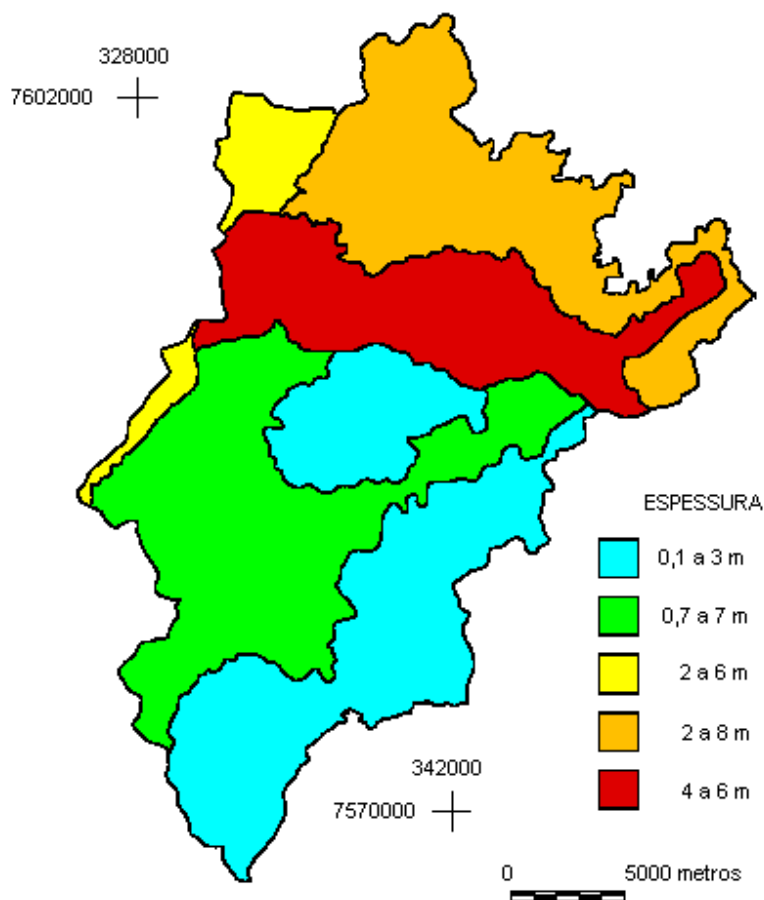 328000
7602000
ESPESSURA
0,1 a 3 m
0,7 a 7 m
2 a 6 m
2 a 8 m
4 a 6 m
342000
7570000
0 5000 metros